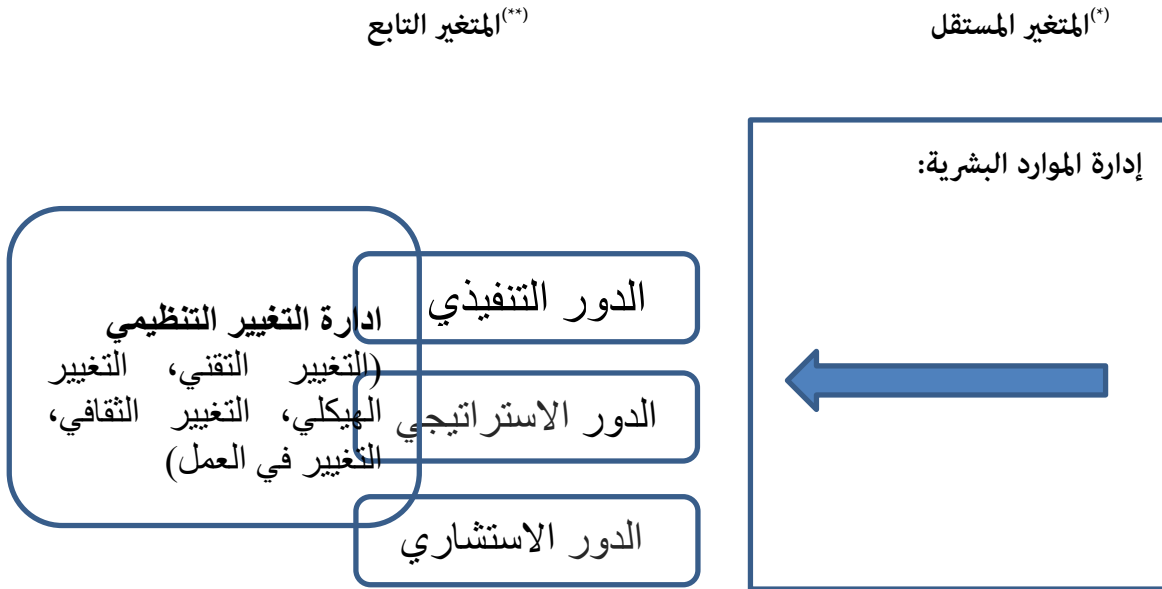 (*)المتغير المستقل
(**)المتغير التابع
إدارة الموارد البشرية:
الدور التنفيذي
الدور الاستراتيجي
الدور الاستشاري
ادارة التغيير التنظيمي
(التغيير التقني، التغيير
الهيكلي، التغيير الثقافي،
التغيير في العمل)